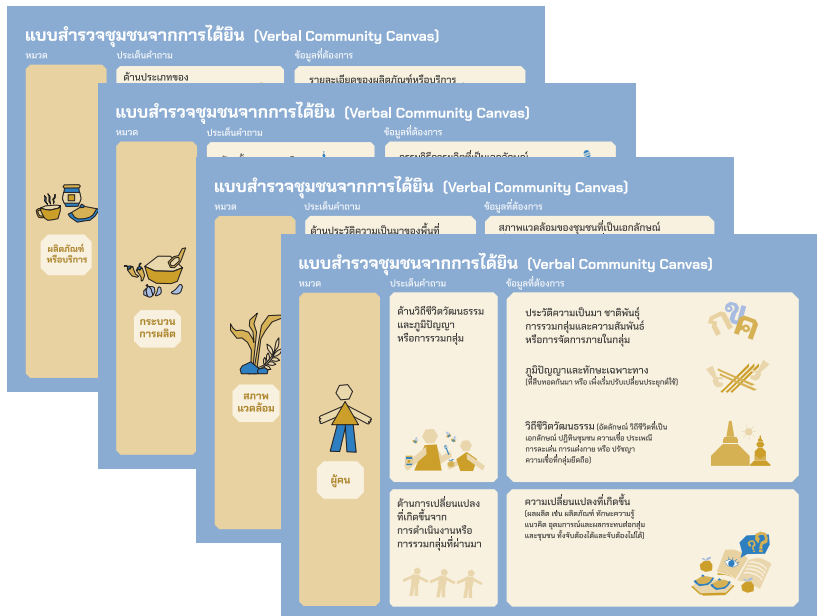 แบบสำรวจชุมชนจากการได้ยิน (Verbal Community Canvas)
หมวด ประเด็นคำถาม ข้อมูลที่ต้องการ
ด้านประเภทของ
รายละเอียดของผลิตภัณฑ์หรือบริการ
ผลิตภัณฑ์
หรือบริการ
แบบสำรวจชุมชนจากการได้ยิน (Verbal Community Canvas)
หมวด ประเด็นคำถาม ข้อมูลที่ต้องการ
กรรมวิธีการผลิตที่เป็นเอกลักษณ์
กระบวน
การผลิต
แบบสำรวจชุมชนจากการได้ยิน (Verbal Community Canvas)
หมวด ประเด็นคำถาม ข้อมูลที่ต้องการ
ด้านประวัติความเป็นมาของพื้นที่
สภาพแวดล้อมของชุมชนที่เป็นเอกลักษณ์
สภาพ
แวดล้อม
แบบสำรวจชุมชนจากการได้ยิน (Verbal Community Canvas)
หมวด ประเด็นคำถาม ข้อมูลที่ต้องการ
ผู้คน
ด้านวิถีชีวิตวัฒนธรรม
และภูมิปัญญา
หรือการรวมกลุ่ม
ประวัติความเป็นมา ชาติพันธุ์
การรวมกลุ่มและความสัมพันธ์
หรือการจัดการภายในกลุ่ม
กขค
ภูมิปัญญาและทักษะเฉพาะทาง
(ที่สืบทอดกันมา หรือ เพิ่งเริ่มปรับเปลี่ยนประยุกต์ใช้)
วิถีชีวิตวัฒนธรรม (อัตลักษณ์ วิถีชีวิตที่เป็น
เอกลักษณ์ ปฏิทินชุมชน ความเชื่อ ประเพณี
การละเล่น การแต่งกาย หรือ ปรัชญา
ความเชื่อที่กลุ่มยึดถือ)
ด้านการเปลี่ยนแปลง
ที่เกิดขึ้นจาก
การดำเนินงานหรือ
การรวมกลุ่มที่ผ่านมา
ความเปลี่ยนแปลงที่เกิดขึ้น
(ผลผลิต เช่น ผลิตภัณฑ์ ทักษะความรู้
แนวคิด อุดมการณ์และผลกระทบต่อกลุ่ม
และชุมชน ทั้งจับต้องได้และจับต้องไม่ได้)
??